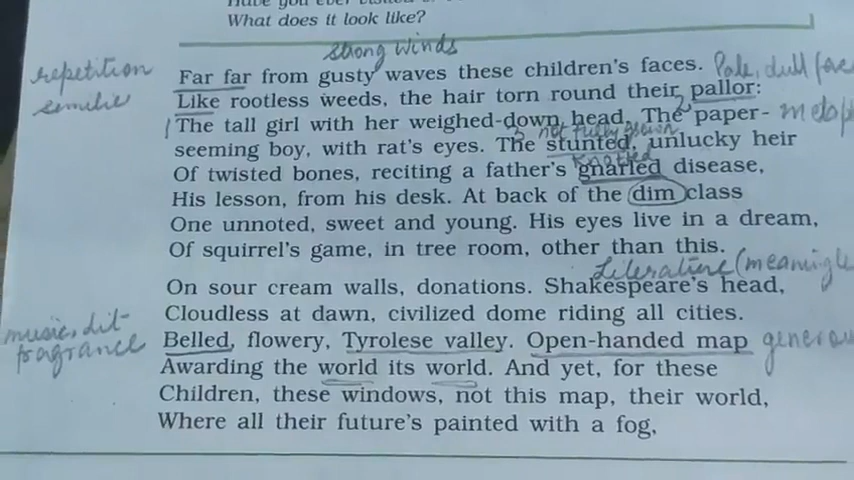 What does it look like?
strong winds
repetition
Far far from gusty waves these children's faces. Pale, dull
similie
Like rootless weeds, the hair torn round their pallor:
1 The tall girl with her weighed-down head. The paper-
2
seeming boy, with rat's eyes. The stunted, unlucky heir
3 not fully grown
Of twisted bones, reciting a father's gnarled disease,
knotted
His lesson, from his desk. At back of the dim class
One unnoted, sweet and young. His eyes live in a dream,
Of squirrel's game, in tree room, other than this.
Literature
On sour cream walls, donations. Shakespeare's head,
Cloudless at dawn, civilized dome riding all cities.
music,
fragrance
Belled, flowery, Tyrolese valley. Open-handed map
Awarding the world its world. And yet, for these
Children, these windows, not this map, their world,
Where all their future's painted with a fog,